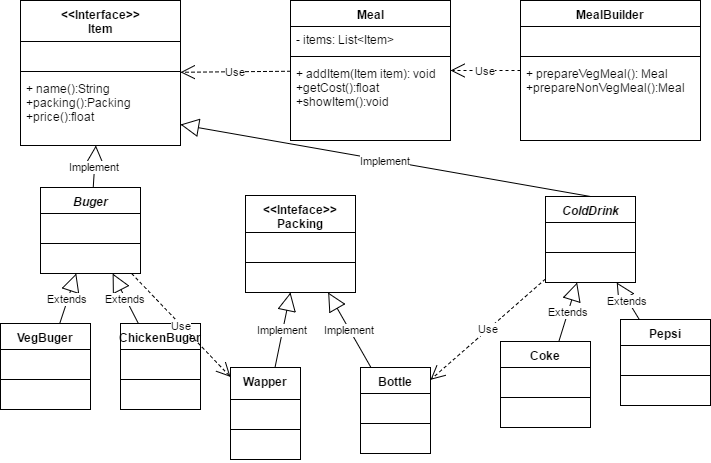 <<Interface>>
Item
+ name():String
+packing():Packing
+price():float
Use
Meal
- items: List<Item>
+ addItem(Item item): void
+getCost():float
+showItem():void
Use
MealBuilder
+ prepareVegMeal(): Meal
+prepareNonVegMeal():Meal
Implement
Implement
Buger
<<Inteface>>
Packing
ColdDrink
Extends
Extends
Use
Implement
Implement
Use
Extends
Extends
VegBuger
ChickenBuger
Wapper
Bottle
Coke
Pepsi